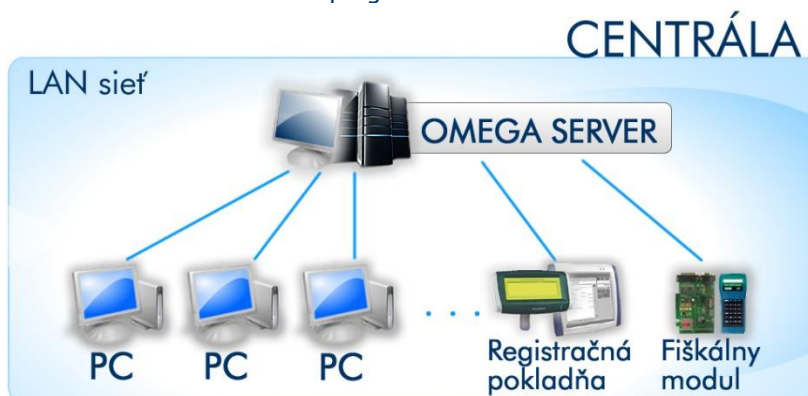 CENTRÁLA
LAN sieť
OMEGA SERVER
PC
PC
PC
. . .
Registračná
pokladňa
Fiškálny
modul